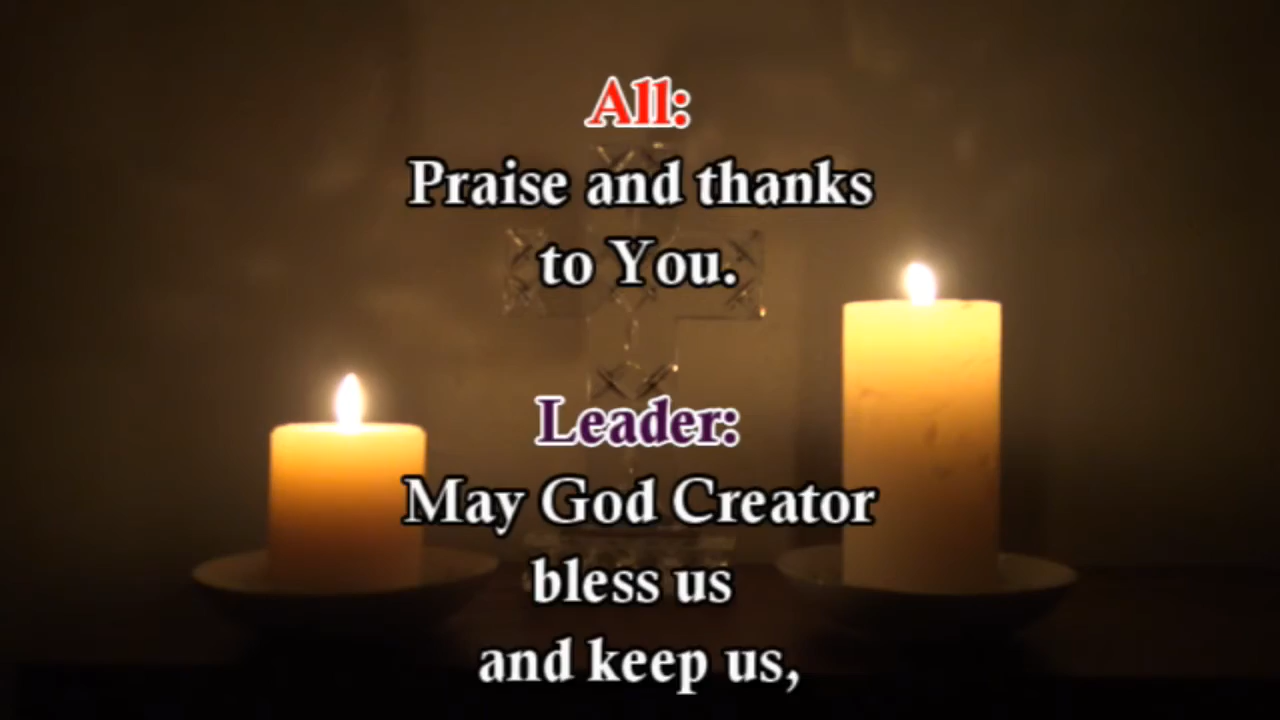 All:
Praise and thanks
to You.
Leader:
May God Creator
bless us
and keep us,